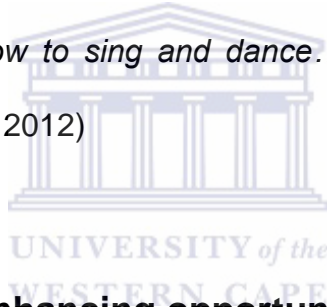 ow to sing and dance.
2012)
UNIVERSITY of the
WESTERN CAPE
nhancing opportun